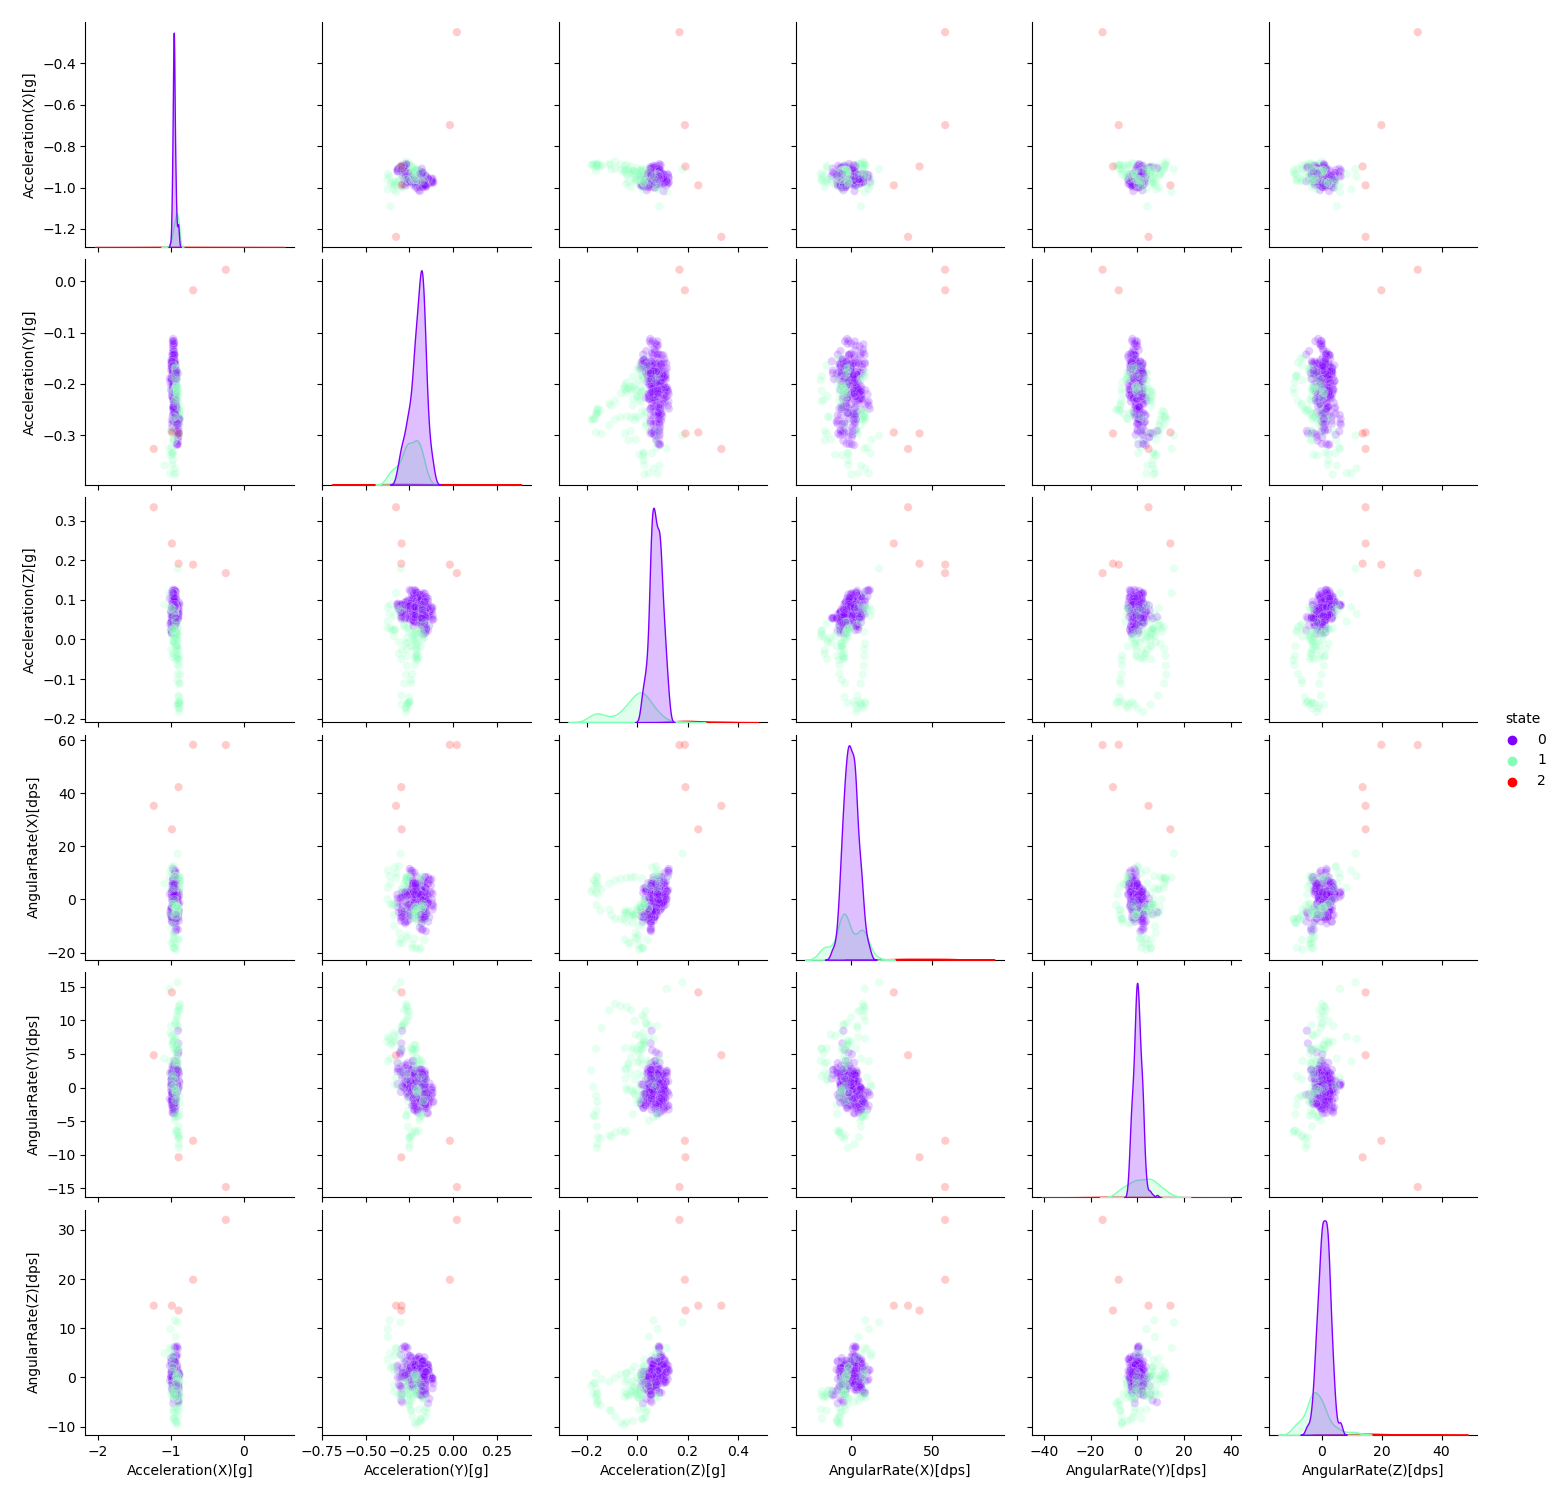 −0.4
−0.6
−0.8
−1.0
−1.2
Acceleration(X)[g]
0.0
−0.1
−0.2
−0.3
Acceleration(Y)[g]
0.3
0.2
0.1
0.0
−0.1
−0.2
Acceleration(Z)[g]
60
40
20
0
−20
AngularRate(X)[dps]
15
10
5
0
−5
−10
−15
AngularRate(Y)[dps]
30
20
10
0
−10
AngularRate(Z)[dps]
−2 −1 0
Acceleration(X)[g]
−0.75 −0.50 −0.25 0.00 0.25
Acceleration(Y)[g]
−0.2 0.0 0.2 0.4
Acceleration(Z)[g]
0 50
AngularRate(X)[dps]
−40 −20 0 20 40
AngularRate(Y)[dps]
0 20 40
AngularRate(Z)[dps]
state
0
1
2